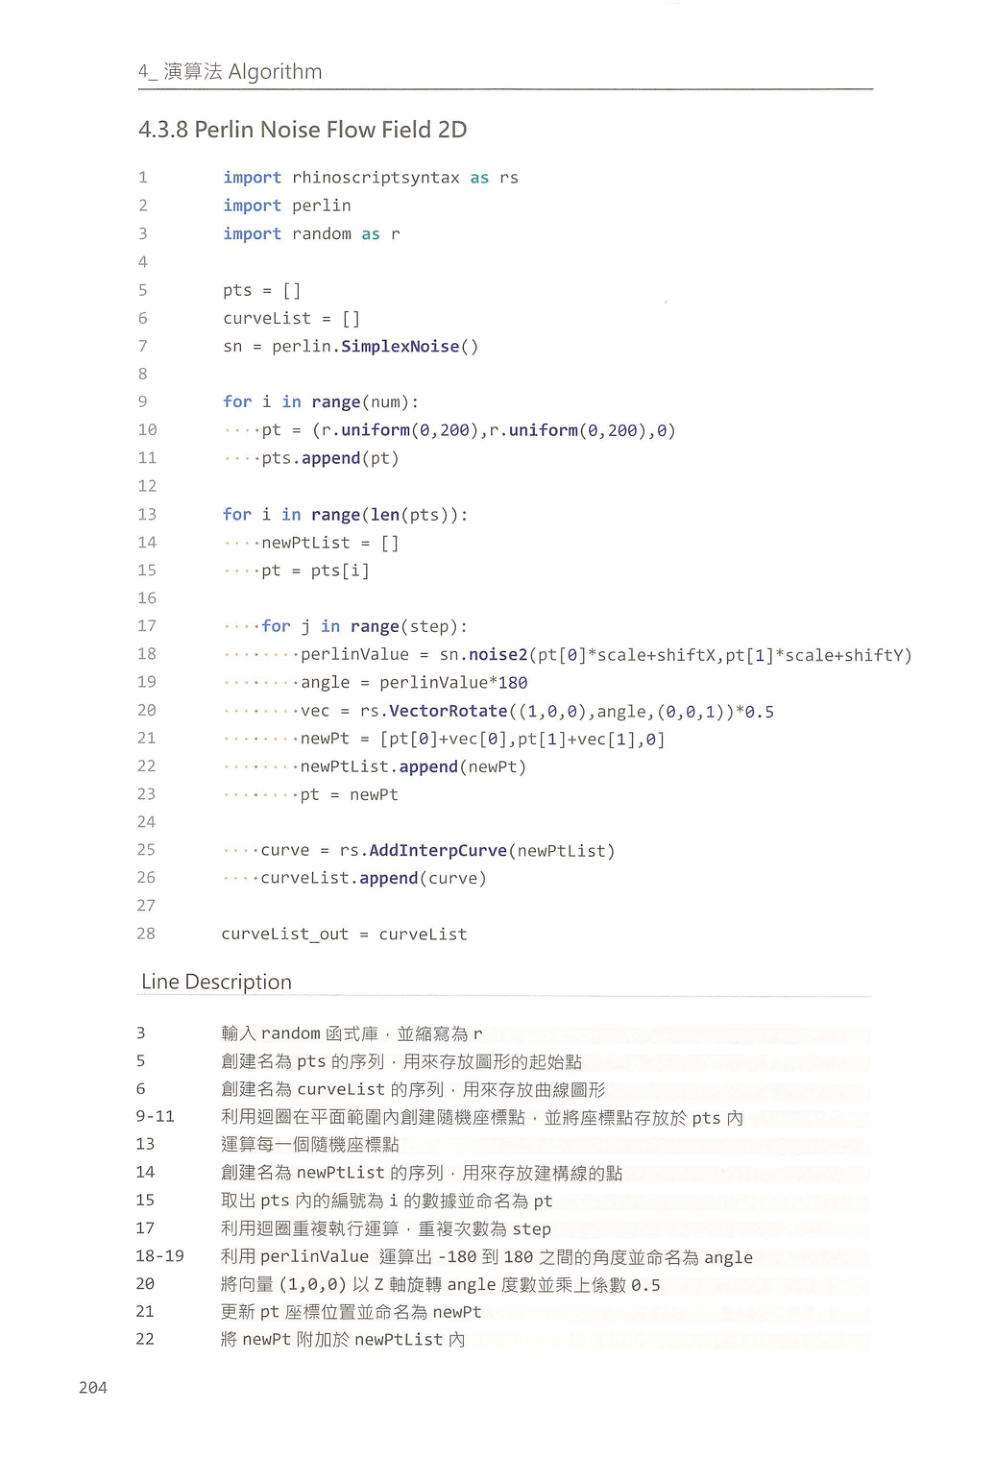 4_ 演算法 Algorithm
4.3.8 Perlin Noise Flow Field 2D
1 import rhinoscriptsyntax as rs
2 import perlin
3 import random as r
4
5 pts = []
6 curveList = []
7 sn = perlin.SimplexNoise()
8
9 for i in range(num):
10 ····pt = (r.uniform(0,200),r.uniform(0,200),0)
11 ····pts.append(pt)
12
13 for i in range(len(pts)):
14 ····newPtList = []
15 ····pt = pts[i]
16
17 ····for j in range(step):
18 ········perlinValue = sn.noise2(pt[0]*scale+shiftX,pt[1]*scale+shiftY)
19 ········angle = perlinValue*180
20 ········vec = rs.VectorRotate((1,0,0),angle,(0,0,1))*0.5
21 ········newPt = [pt[0]+vec[0],pt[1]+vec[1],0]
22 ········newPtList.append(newPt)
23 ········pt = newPt
24
25 ····curve = rs.AddInterpCurve(newPtList)
26 ····curveList.append(curve)
27
28 curveList_out = curveList
Line Description
3 輸入 random 函式庫，並縮寫為 r
5 創建名為 pts 的序列，用來存放圖形的起始點
6 創建名為 curveList 的序列，用來存放曲線圖形
9-11 利用迴圈在平面範圍內創建隨機座標點，並將座標點存放於 pts 內
13 運算每一個隨機座標點
14 創建名為 newPtList 的序列，用來存放建構線的點
15 取出 pts 內的編號為 i 的數據並命名為 pt
17 利用迴圈重複執行運算，重複次數為 step
18-19 利用 perlinValue 運算出 -180 到 180 之間的角度並命名為 angle
20 將向量 (1,0,0) 以 Z 軸旋轉 angle 度數並乘上係數 0.5
21 更新 pt 座標位置並命名為 newPt
22 將 newPt 附加於 newPtList 內
204